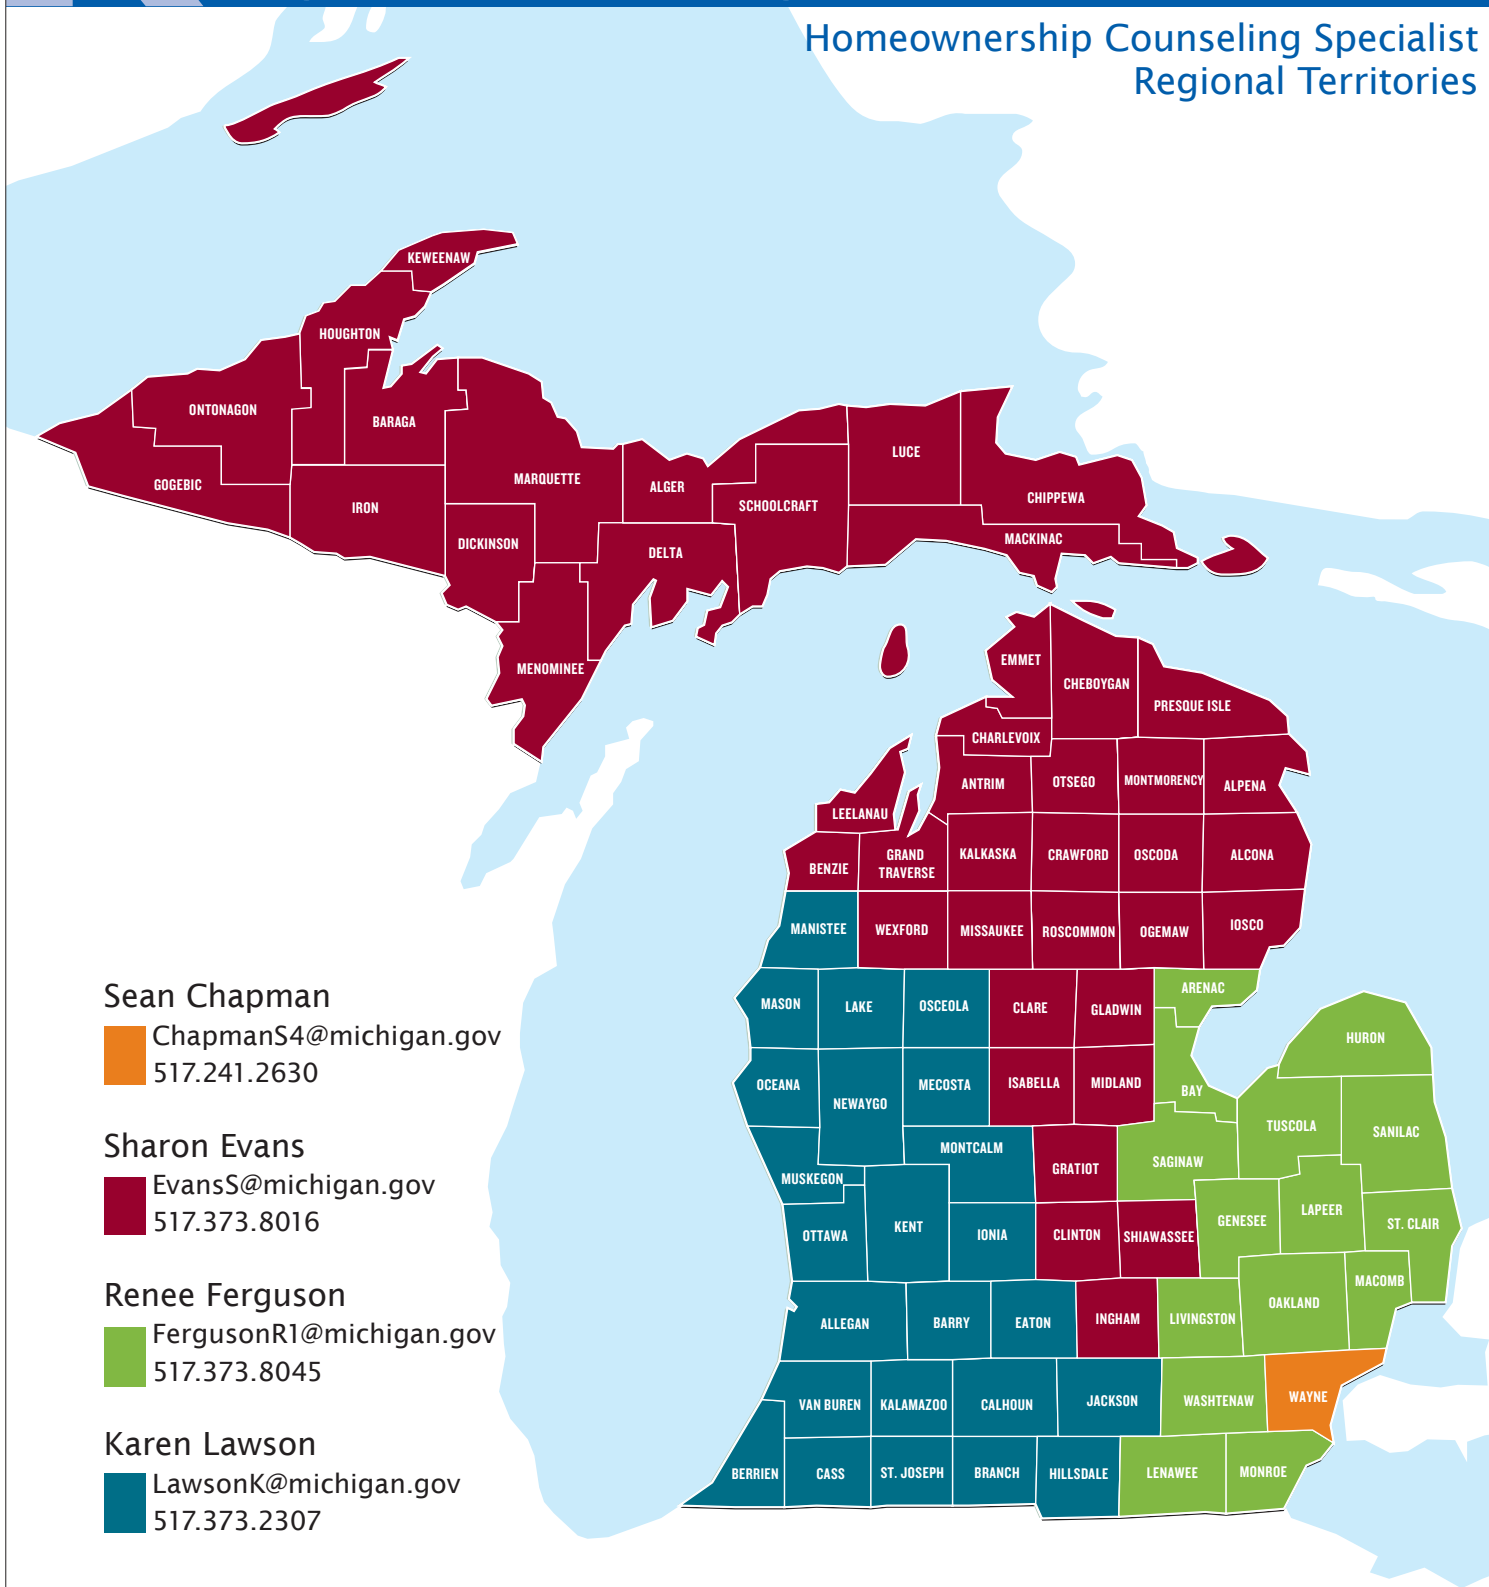 Homeownership Counseling Specialist
Regional Territories
KEWEENAW
HOUGHTON
ONTONAGON
BARAGA
GOGEBIC
IRON
MARQUETTE
DICKINSON
MENOMINEE
ALGER
DELTA
SCHOOLCRAFT
LUCE
CHIPPEWA
MACKINAC
EMMET
CHEBOYGAN
PRESQUE ISLE
CHARLEVOIX
ANTRIM
OTSEGO
MONTMORENCY
ALPENA
LEELANAU
BENZIE
GRAND
TRAVERSE
KALKASKA
CRAWFORD
OSCODA
ALCONA
MANISTEE
WEXFORD
MISSAUKEE
ROSCOMMON
OGEMAW
IOSCO
MASON
LAKE
OSCEOLA
CLARE
GLADWIN
ARENAC
HURON
OCEANA
NEWAYGO
MECOSTA
ISABELLA
MIDLAND
BAY
TUSCOLA
SANILAC
MUSKEGON
MONTCALM
GRATIOT
SAGINAW
OTTAWA
KENT
IONIA
CLINTON
SHIAWASSEE
GENESEE
LAPEER
ST. CLAIR
ALLEGAN
BARRY
EATON
INGHAM
LIVINGSTON
OAKLAND
MACOMB
VAN BUREN
KALAMAZOO
CALHOUN
JACKSON
WASHTENAW
WAYNE
BERRIEN
CASS
ST. JOSEPH
BRANCH
HILLSDALE
LENAWEE
MONROE
Sean Chapman
ChapmanS4@michigan.gov
517.241.2630
Sharon Evans
EvansS@michigan.gov
517.373.8016
Renee Ferguson
FergusonR1@michigan.gov
517.373.8045
Karen Lawson
LawsonK@michigan.gov
517.373.2307